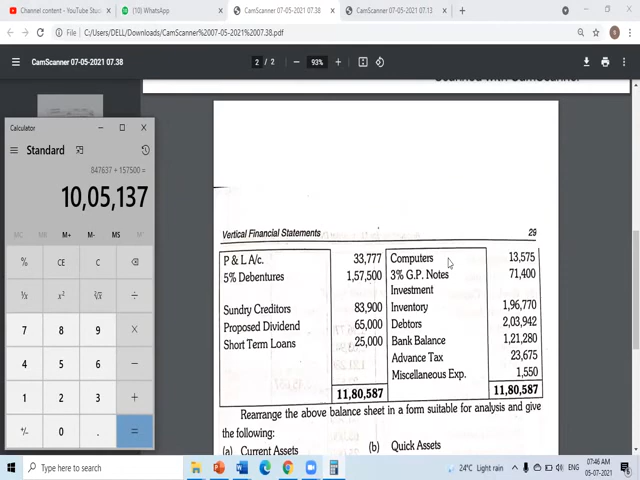 Channel content - YouTube Stud
(10) WhatsApp
CamScanner 07-05-2021 07.38
CamScanner 07-05-2021 07.13
File | C:/Users/DELL/Downloads/CamScanner%2007-05-2021%2007.38.pdf
CamScanner 07-05-2021 07.38
2 / 2
93%
Calculator
Standard
847637 + 157500 =
10,05,137
MC MR M+ M- MS
% CE C
¹/x x² ²√x ÷
7 8 9 ×
4 5 6 −
1 2 3 +
+/- 0 . =
Vertical Financial Statements 29
P & L A/c. 33,777 Computers 13,575
5% Debentures 1,57,500 3% G.P. Notes 71,400
Investment
Sundry Creditors 83,900 Inventory 1,96,770
Proposed Dividend 65,000 Debtors 2,03,942
Short Term Loans 25,000 Bank Balance 1,21,280
Advance Tax 23,675
Miscellaneous Exp. 1,550
11,80,587 11,80,587
Rearrange the above balance sheet in a form suitable for analysis and give
the following:
(a) Current Assets (b) Quick Assets
Type here to search
24°C Light rain
ENG
07:46 AM
05-07-2021